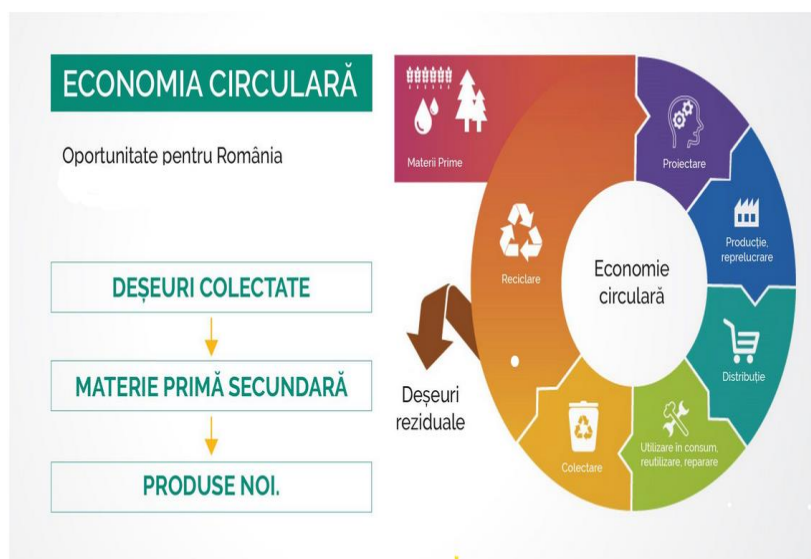 ECONOMIA CIRCULARĂ
Oportunitate pentru România
DEȘEURI COLECTATE
MATERIE PRIMĂ SECUNDARĂ
PRODUSE NOI.
Materii Prime
Proiectare
Producție,
reprelucrare
Distribuție
Utilizare în consum,
reutilizare, reparare
Colectare
Reciclare
Deșeuri
reziduale
Economie
circulară